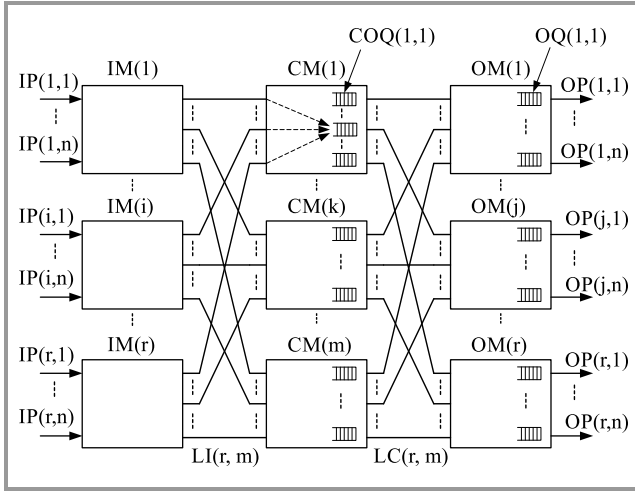 COQ(1,1) OQ(1,1)
IM(1) CM(1) OM(1)
IP(1,1) OP(1,1)
IP(1,n) OP(1,n)
IM(i) CM(k) OM(j)
IP(i,1) OP(j,1)
IP(i,n) OP(j,n)
IM(r) CM(m) OM(r)
IP(r,1) OP(r,1)
IP(r,n) OP(r,n)
LI(r, m) LC(r, m)